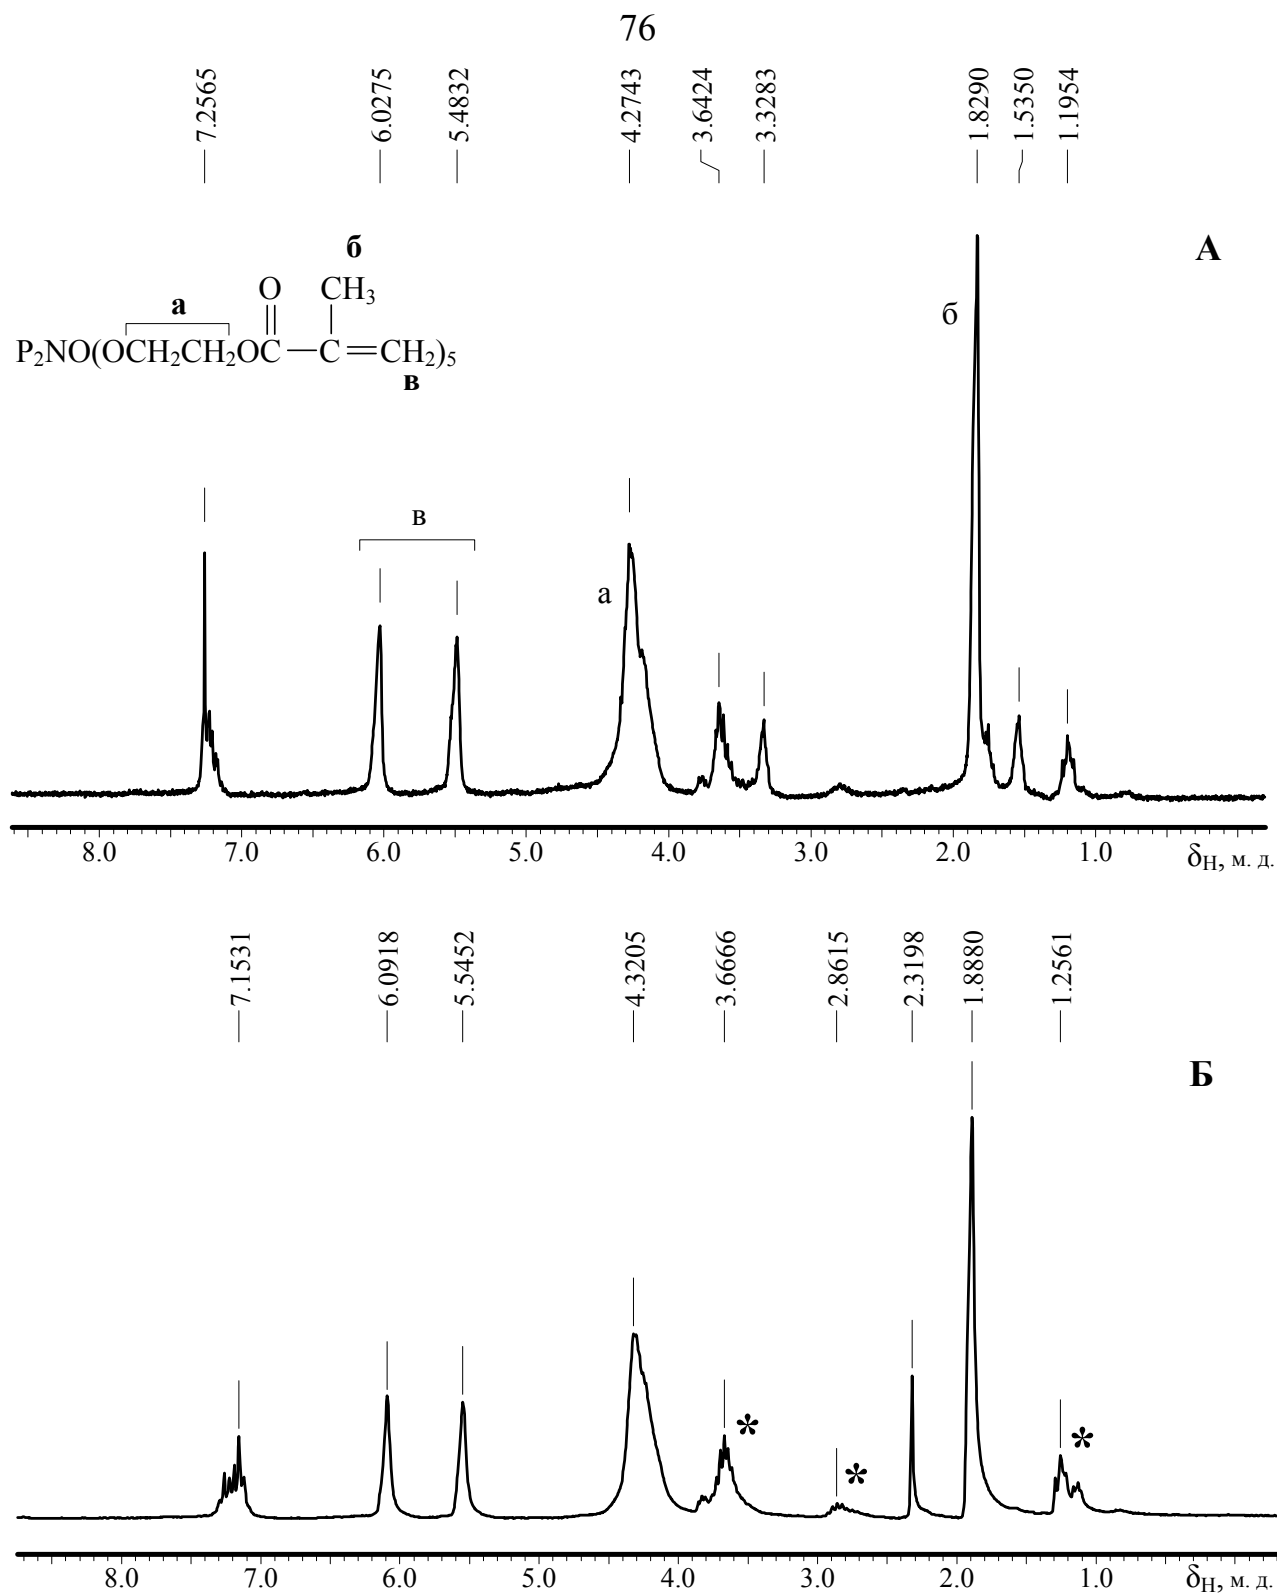 76
7.2565 6.0275 5.4832 4.2743 3.6424 3.3283 1.8290 1.5350 1.1954
А
б
O CH₃
а
P₂NO(OCH₂CH₂OC—C=CH₂)₅
в
б
в
а
8.0 7.0 6.0 5.0 4.0 3.0 2.0 1.0 δH, м. д.
7.1531 6.0918 5.5452 4.3205 3.6666 2.8615 2.3198 1.8880 1.2561
Б
* * *
8.0 7.0 6.0 5.0 4.0 3.0 2.0 1.0 δH, м. д.